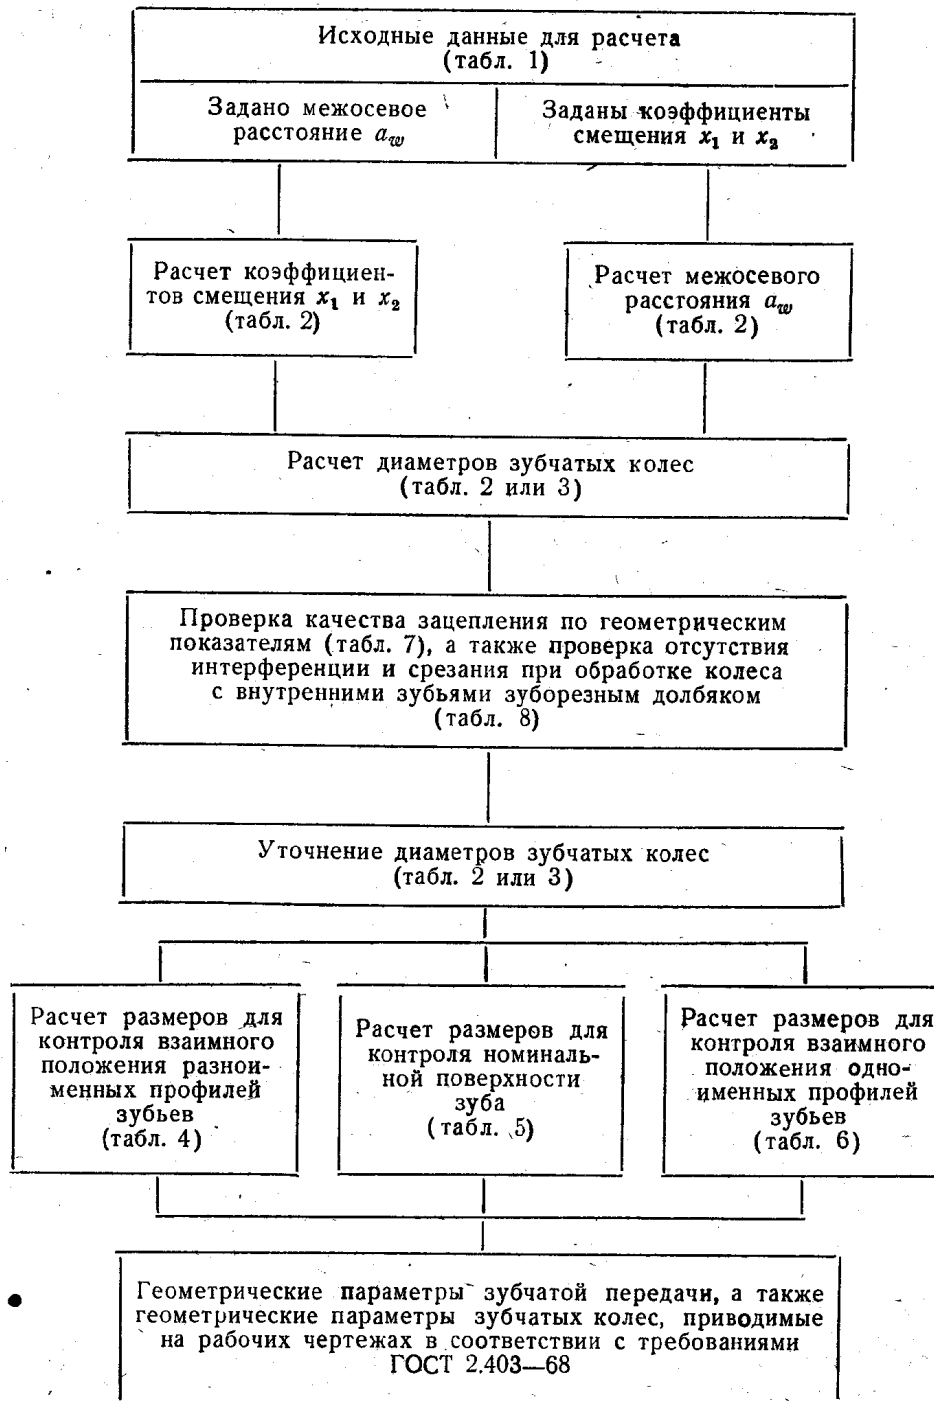 Исходные данные для расчета
(табл. 1)
Задано межосевое
расстояние a_w
Заданы коэффициенты
смещения x₁ и x₂
Расчет коэффициен-
тов смещения x₁ и x₂
(табл. 2)
Расчет межосевого
расстояния a_w
(табл. 2)
Расчет диаметров зубчатых колес
(табл. 2 или 3)
Проверка качества зацепления по геометрическим
показателям (табл. 7), а также проверка отсутствия
интерференции и срезания при обработке колеса
с внутренними зубьями зуборезным долбяком
(табл. 8)
Уточнение диаметров зубчатых колес
(табл. 2 или 3)
Расчет размеров для
контроля взаимного
положения разнои-
менных профилей
зубьев
(табл. 4)
Расчет размеров для
контроля номиналь-
ной поверхности
зуба
(табл. 5)
Расчет размеров для
контроля взаимного
положения одно-
именных профилей
зубьев
(табл. 6)
Геометрические параметры зубчатой передачи, а также
геометрические параметры зубчатых колес, приводимые
на рабочих чертежах в соответствии с требованиями
ГОСТ 2.403—68